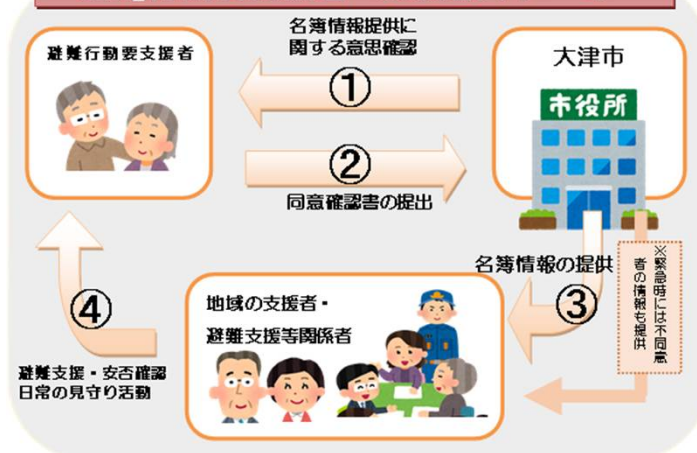 名簿情報提供に
関する意思確認
避難行動要支援者
大津市
①
市役所
②
同意確認書の提出
名簿情報の提供
③
※緊急時には不同意
者の情報も提供
地域の支援者・
避難支援等関係者
④
避難支援・安否確認
日常の見守り活動